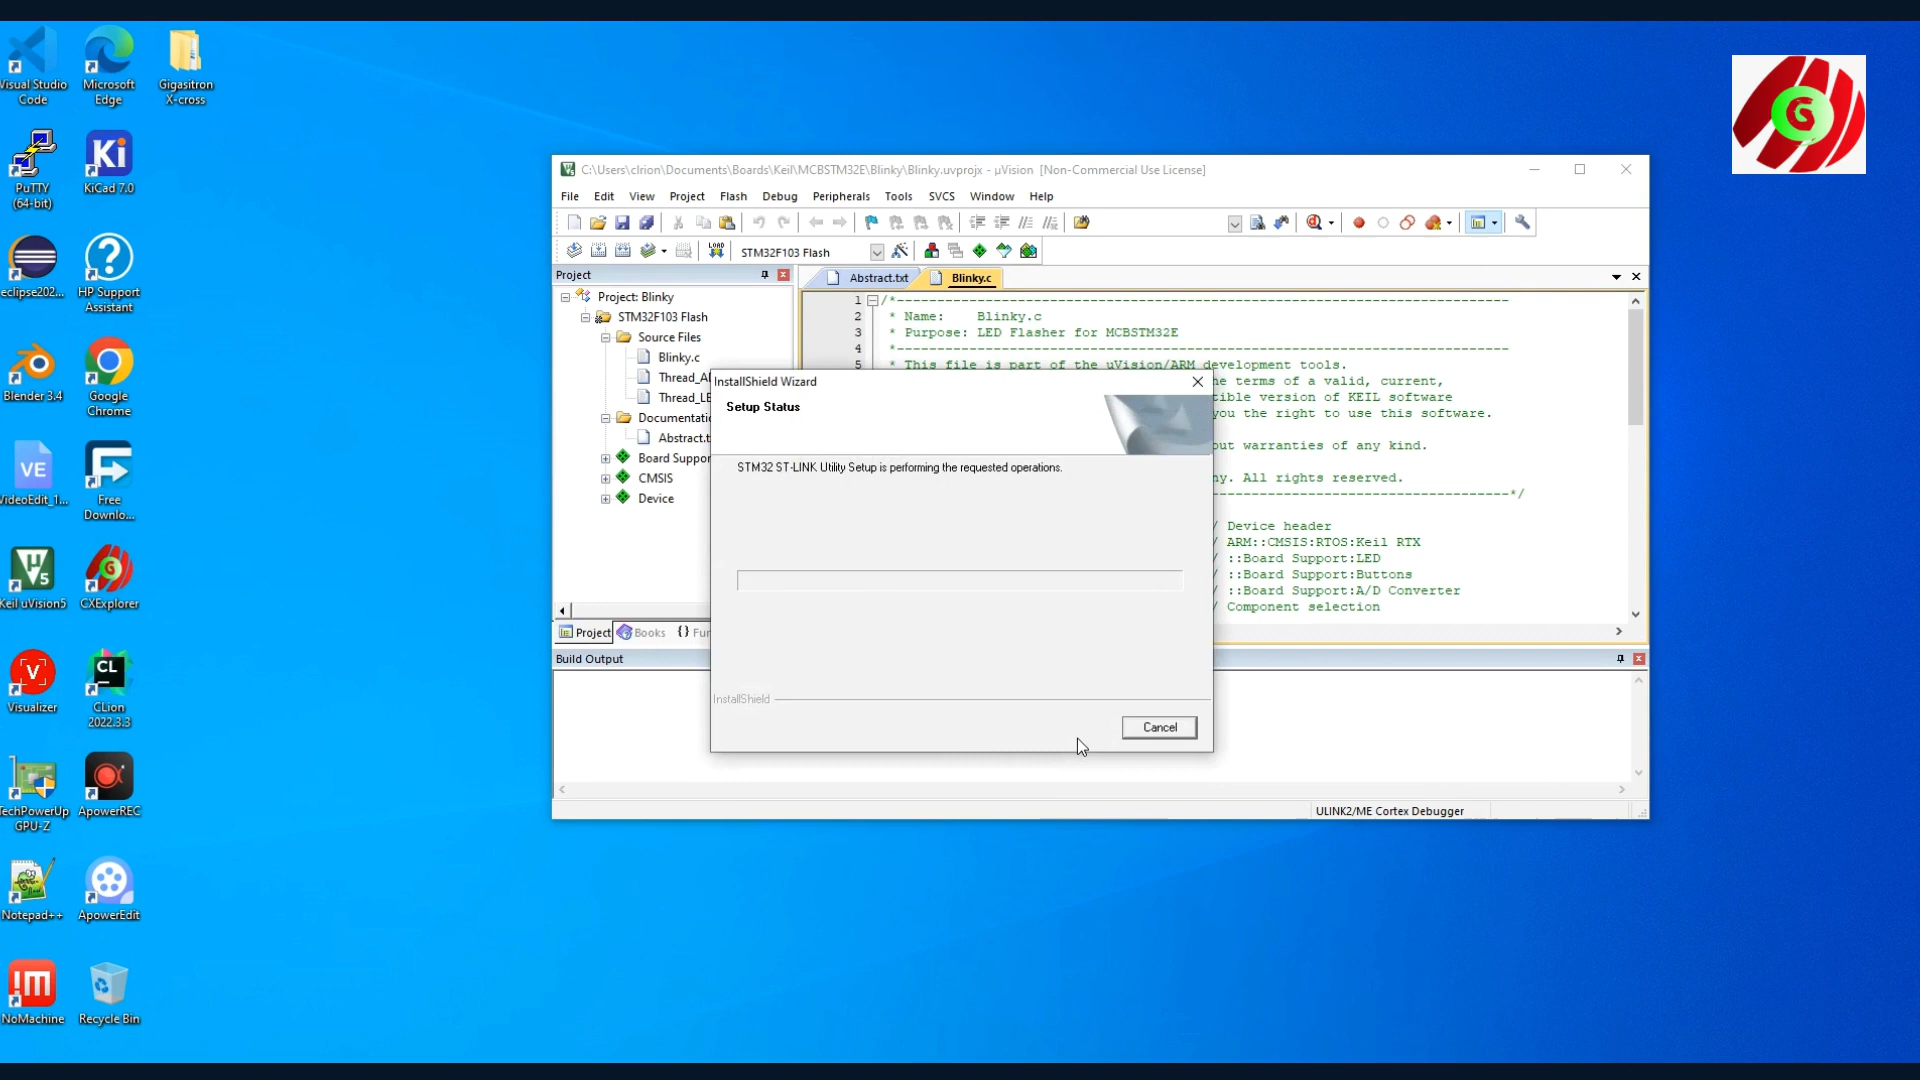 Visual Studio
Code
Microsoft
Edge
Gigasitron
X-cross
PuTTY
(64-bit)
KiCad 7.0
eclipse202...
HP Support
Assistant
Blender 3.4
Google
Chrome
VideoEdit_1...
Free
Downlo...
Keil uVision5
CXExplorer
Visualizer
CLion
2022.3.3
TechPowerUp
GPU-Z
ApowerREC
Notepad++
ApowerEdit
NoMachine
Recycle Bin
C:\Users\clrion\Documents\Boards\Keil\MCBSTM32E\Blinky\Blinky.uvprojx - µVision [Non-Commercial Use License]
File Edit View Project Flash Debug Peripherals Tools SVCS Window Help
LOAD STM32F103 Flash
Project
Project: Blinky
STM32F103 Flash
Source Files
Blinky.c
Thread_A
Thread_LE
Documentatio
Abstract.t
Board Suppor
CMSIS
Device
Project Books {} Fun
Abstract.txt Blinky.c
1 /*----------------------------------------------------------------------------
2 * Name: Blinky.c
3 * Purpose: LED Flasher for MCBSTM32E
4 *----------------------------------------------------------------------------
5 * This file is part of the uVision/ARM development tools.
he terms of a valid, current,
tible version of KEIL software
you the right to use this software.
out warranties of any kind.
ny. All rights reserved.
--------------------------------------*/
/ Device header
/ ARM::CMSIS:RTOS:Keil RTX
/ ::Board Support:LED
/ ::Board Support:Buttons
/ ::Board Support:A/D Converter
/ Component selection
InstallShield Wizard
Setup Status
STM32 ST-LINK Utility Setup is performing the requested operations.
InstallShield
Cancel
Build Output
ULINK2/ME Cortex Debugger